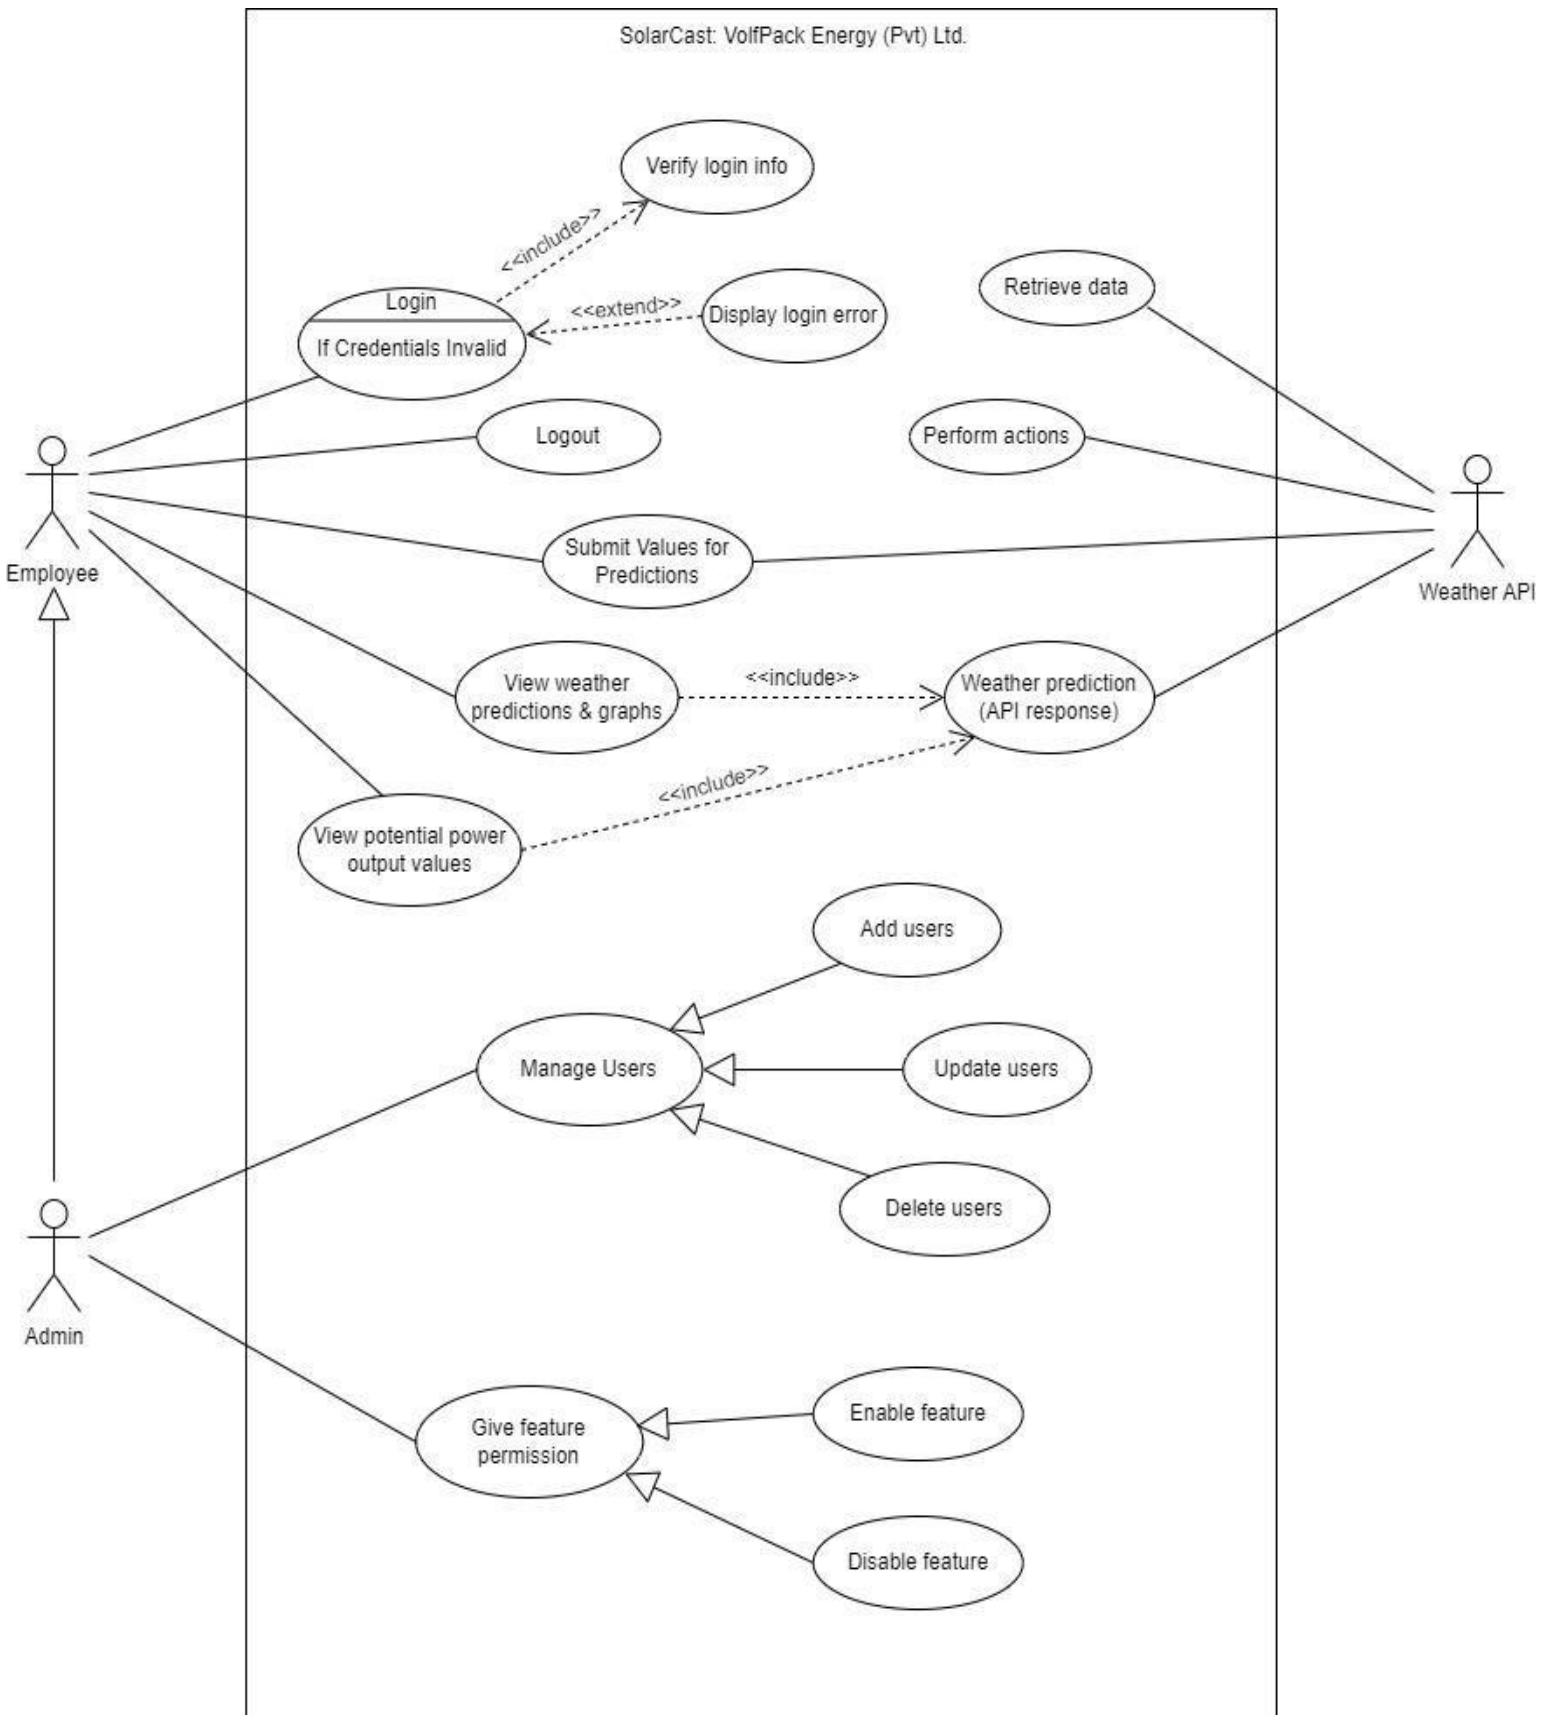 SolarCast: VolfPack Energy (Pvt) Ltd.
Verify login info
<<include>>
Retrieve data
Login
<<extend>>
Display login error
If Credentials Invalid
Logout
Perform actions
Submit Values for
Predictions
Employee
Weather API
View weather
predictions & graphs
<<include>>
Weather prediction
(API response)
<<include>>
View potential power
output values
Add users
Manage Users
Update users
Delete users
Admin
Give feature
permission
Enable feature
Disable feature